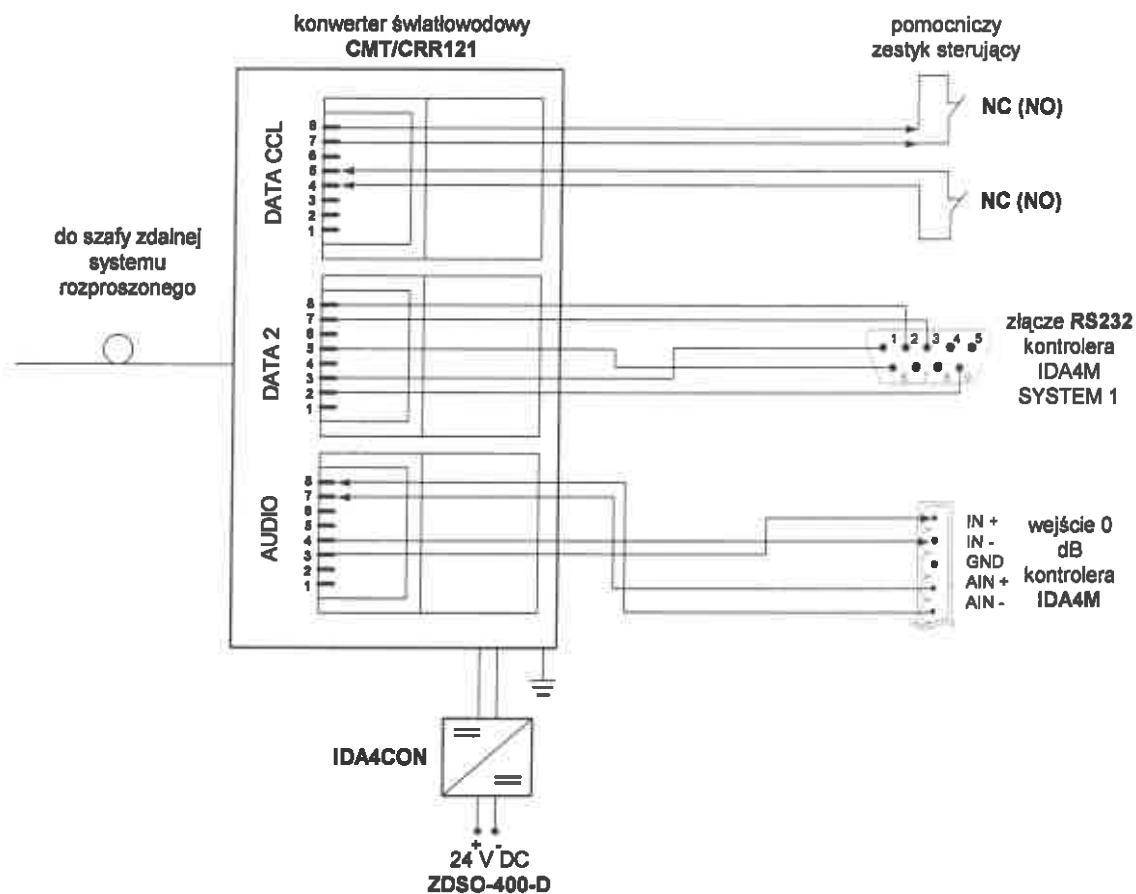 konwerter światłowodowy
CMT/CRR121
pomocniczy
zestyk sterujący
DATA CCL
8
7
6
5
4
3
2
1
NC (NO)
NC (NO)
do szafy zdalnej
systemu
rozproszonego
DATA 2
8
7
6
5
4
3
2
1
1 2 3 4 5
złącze RS232
kontrolera
IDA4M
SYSTEM 1
AUDIO
8
7
6
5
4
3
2
1
IN +
IN -
GND
AIN +
AIN -
wejście 0
dB
kontrolera
IDA4M
IDA4CON
+ -
24 V DC
ZDSO-400-D